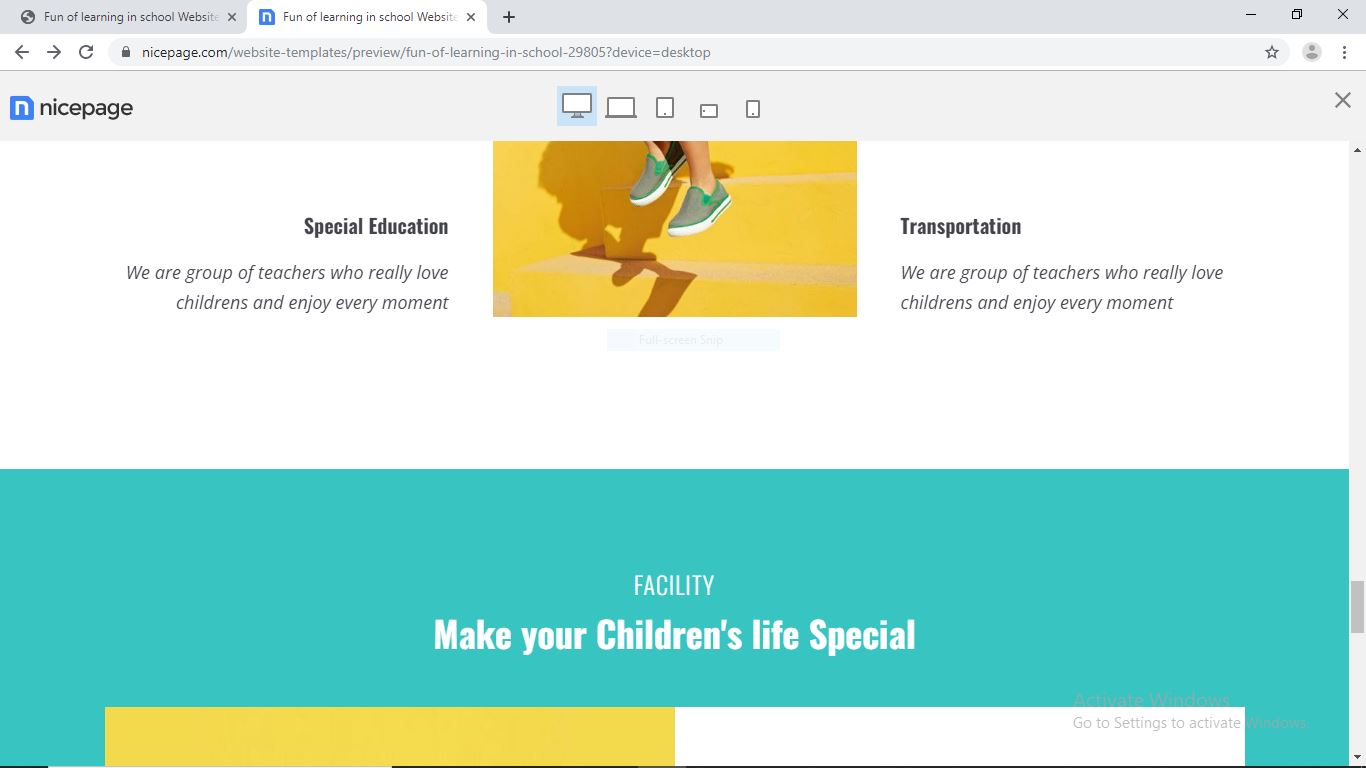 Fun of learning in school Website
Fun of learning in school Website
nicepage.com/website-templates/preview/fun-of-learning-in-school-29805?device=desktop
nicepage
Special Education
We are group of teachers who really love
childrens and enjoy every moment
Transportation
We are group of teachers who really love
childrens and enjoy every moment
Full-screen Snip
FACILITY
Make your Children's life Special
Activate Windows
Go to Settings to activate Windows.